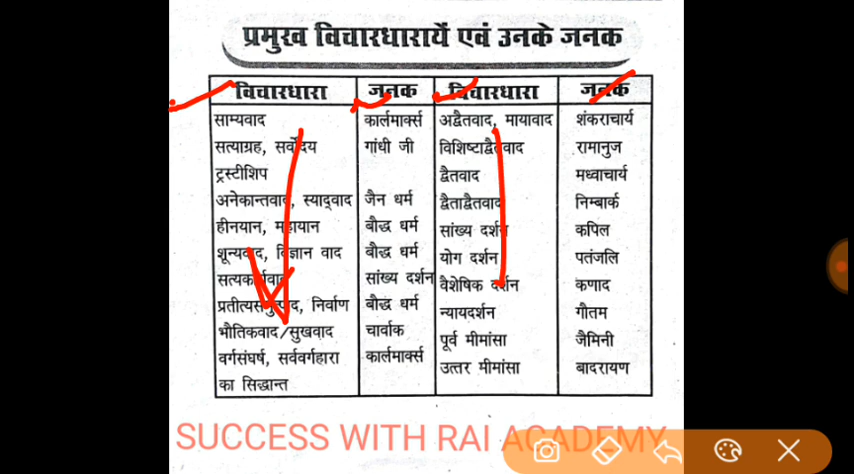 प्रमुख विचारधारायें एवं उनके जनक
विचारधारा जनक विचारधारा जनक
साम्यवाद कार्लमार्क्स अद्वैतवाद, मायावाद शंकराचार्य
सत्याग्रह, सर्वोदय गांधी जी विशिष्टाद्वैतवाद रामानुज
ट्रस्टीशिप द्वैतवाद मध्वाचार्य
अनेकान्तवाद, स्याद्वाद जैन धर्म द्वैताद्वैतवाद निम्बार्क
हीनयान, महायान बौद्ध धर्म सांख्य दर्शन कपिल
शून्यवाद, विज्ञान वाद बौद्ध धर्म योग दर्शन पतंजलि
सत्यकार्यवाद सांख्य दर्शन वैशेषिक दर्शन कणाद
प्रतीत्यसमुत्पाद, निर्वाण बौद्ध धर्म न्यायदर्शन गौतम
भौतिकवाद/सुखवाद चार्वाक पूर्व मीमांसा जैमिनी
वर्गसंघर्ष, सर्ववर्गहारा कार्लमार्क्स उत्तर मीमांसा बादरायण
का सिद्धान्त
SUCCESS WITH RAI ACADEMY